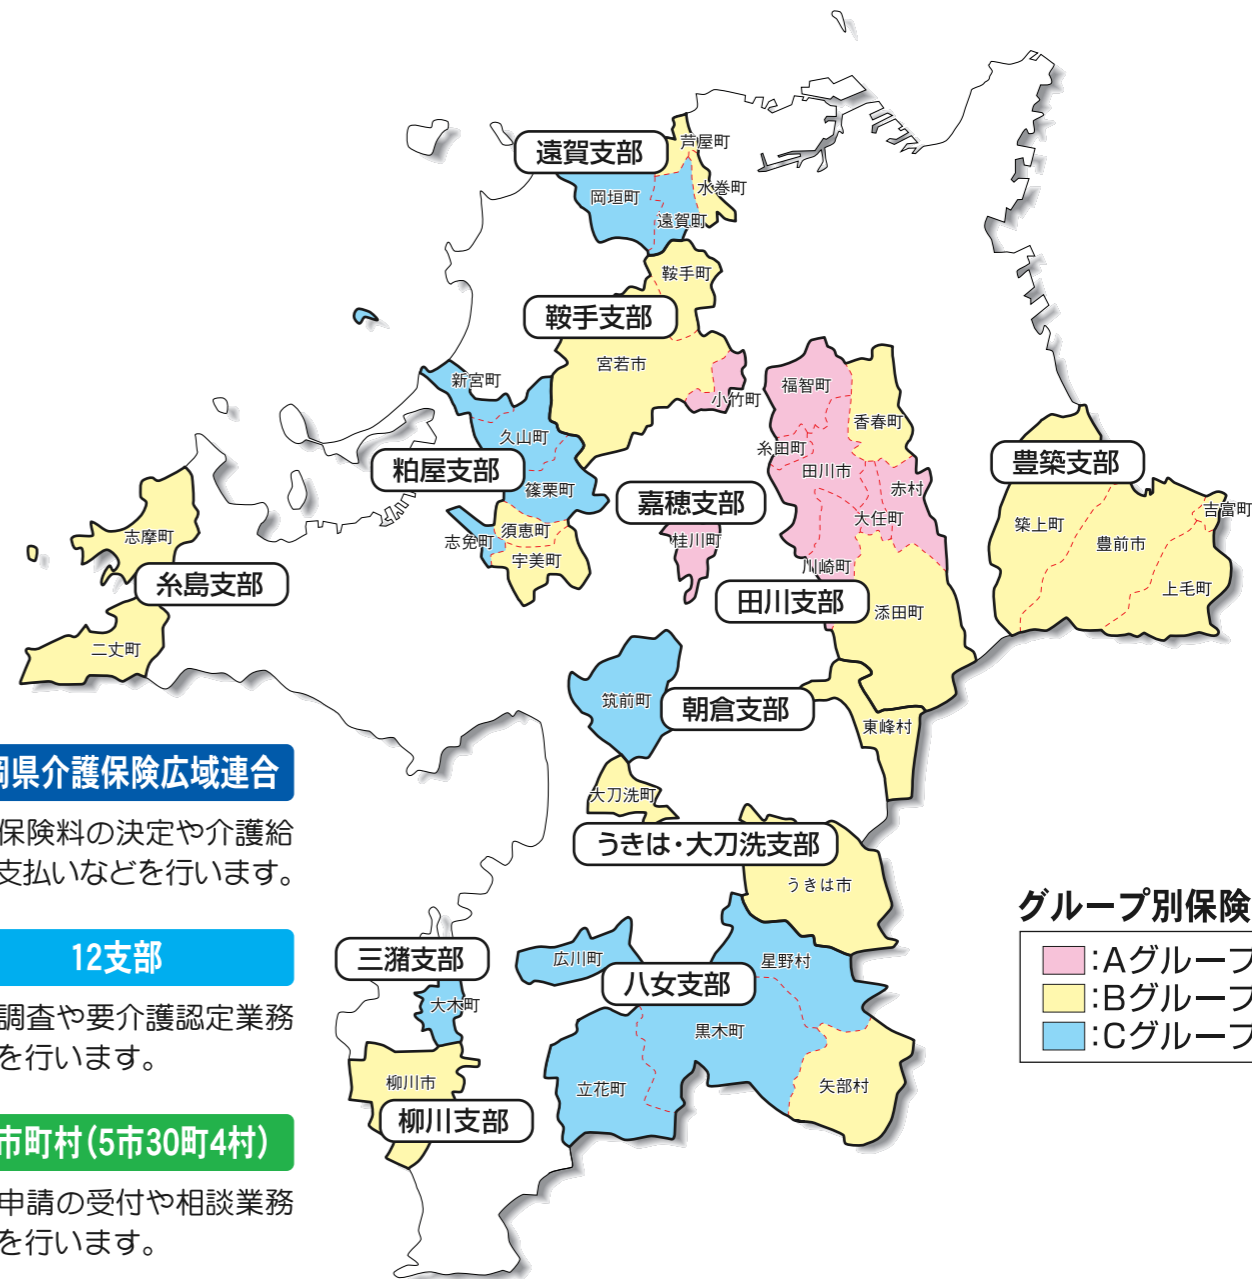 遠賀支部
芦屋町
水巻町
岡垣町
遠賀町
鞍手町
鞍手支部
宮若市
小竹町
新宮町
久山町
粕屋支部
篠栗町
須恵町
志免町
宇美町
嘉穂支部
桂川町
福智町
香春町
糸田町
田川市
赤村
大任町
川崎町
田川支部
添田町
豊築支部
築上町
豊前市
吉富町
上毛町
志摩町
糸島支部
二丈町
筑前町
朝倉支部
東峰村
大刀洗町
うきは・大刀洗支部
うきは市
三潴支部
大木町
広川町
八女支部
星野村
黒木町
立花町
矢部村
柳川市
柳川支部
岡県介護保険広域連合
保険料の決定や介護給
支払いなどを行います。
12支部
調査や要介護認定業務
を行います。
市町村(5市30町4村)
申請の受付や相談業務
を行います。
グループ別保険
:Aグループ
:Bグループ
:Cグループ